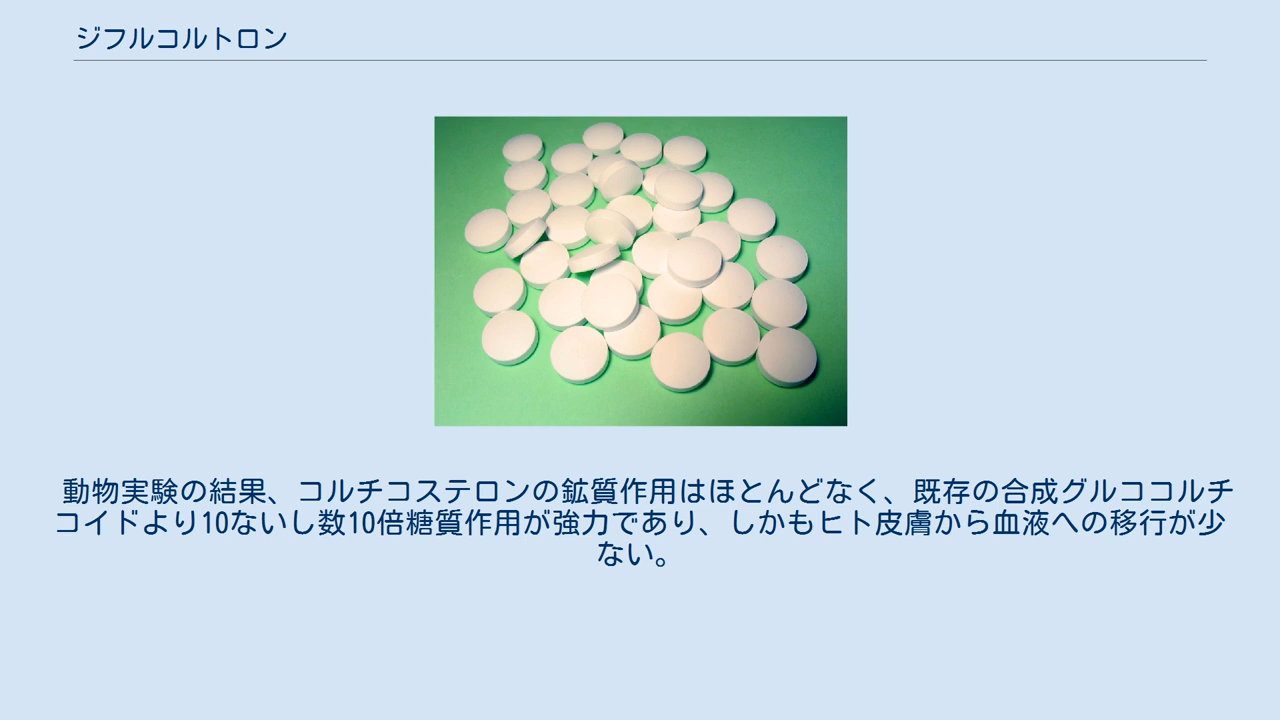 ジフルコルトロン
動物実験の結果、コルチコステロンの鉱質作用はほとんどなく、既存の合成グルココルチ
コイドより10ないし数10倍糖質作用が強力であり、しかもヒト皮膚から血液への移行が少
ない。